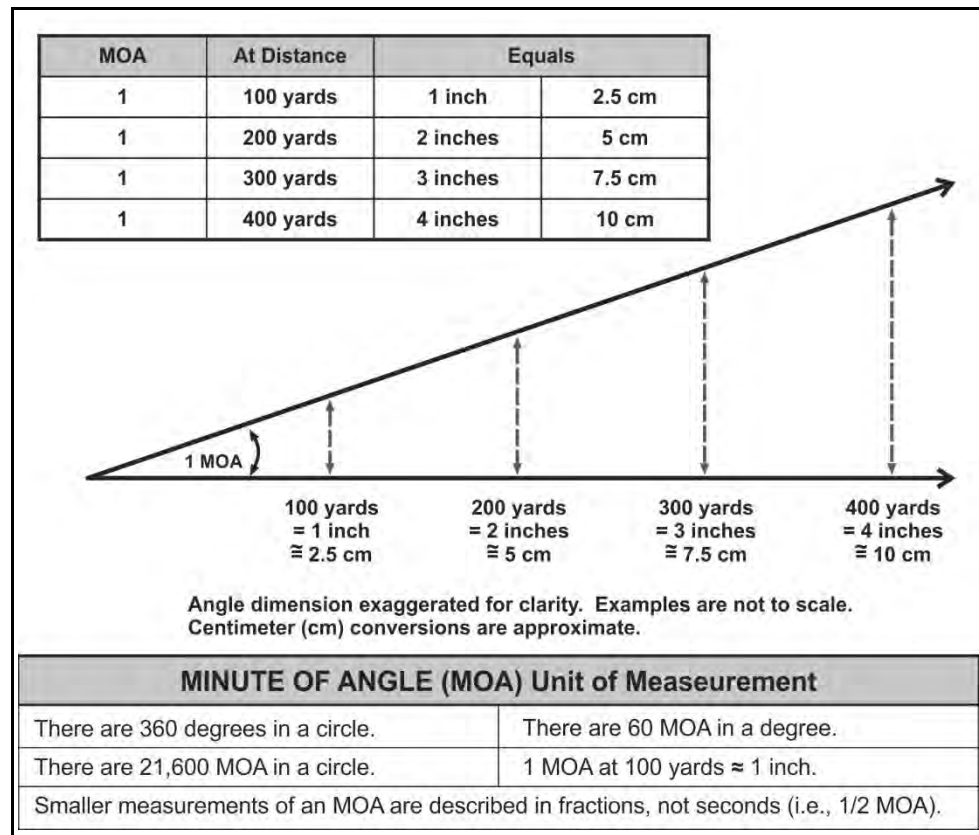 MOA At Distance Equals
1 100 yards 1 inch 2.5 cm
1 200 yards 2 inches 5 cm
1 300 yards 3 inches 7.5 cm
1 400 yards 4 inches 10 cm
1 MOA
100 yards
= 1 inch
≅ 2.5 cm
200 yards
= 2 inches
≅ 5 cm
300 yards
= 3 inches
≅ 7.5 cm
400 yards
= 4 inches
≅ 10 cm
Angle dimension exaggerated for clarity. Examples are not to scale.
Centimeter (cm) conversions are approximate.
MINUTE OF ANGLE (MOA) Unit of Measeurement
There are 360 degrees in a circle. There are 60 MOA in a degree.
There are 21,600 MOA in a circle. 1 MOA at 100 yards ≈ 1 inch.
Smaller measurements of an MOA are described in fractions, not seconds (i.e., 1/2 MOA).